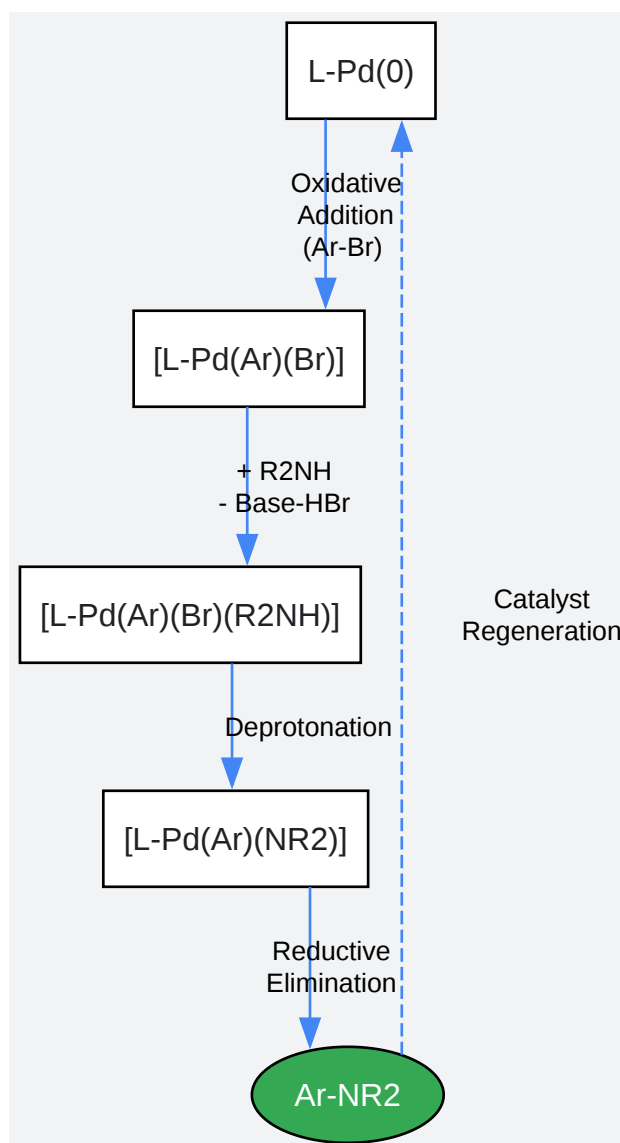 L-Pd(0)
Oxidative
Addition
(Ar-Br)
[L-Pd(Ar)(Br)]
+ R2NH
- Base-HBr
[L-Pd(Ar)(Br)(R2NH)]
Catalyst
Regeneration
Deprotonation
[L-Pd(Ar)(NR2)]
Reductive
Elimination
Ar-NR2